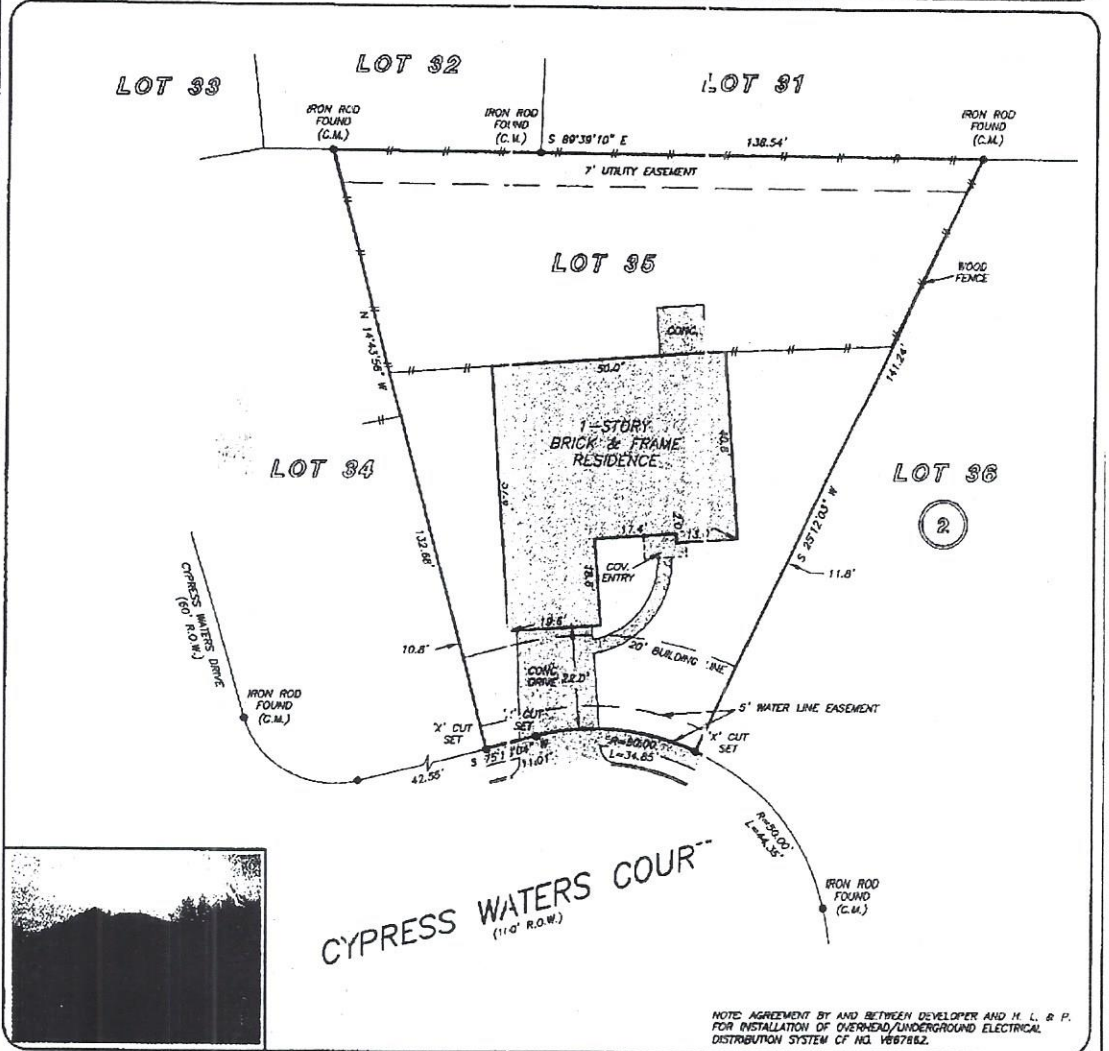 LOT 33
LOT 32
LOT 31
IRON ROD
FOUND
(C.M.)
IRON ROD
FOUND
(C.M.)
S 89°39'10" E
138.54'
IRON ROD
FOUND
(C.M.)
7' UTILITY EASEMENT
LOT 35
WOOD
FENCE
CONC.
N 14°43'56" W
50.0'
141.24'
1-STORY
BRICK & FRAME
RESIDENCE
LOT 34
LOT 36
2
132.68'
17.4'
2.0'
13.1'
S 25°12'03" W
COV.
ENTRY
18.8'
11.8'
CYPRESS WATERS DRIVE
(60' R.O.W.)
10.8'
19.6'
20' BUILDING LINE
CONC.
DRIVE
22.0'
IRON ROD
FOUND
(C.M.)
5' WATER LINE EASEMENT
'X' CUT
SET
CUT
SET
'X' CUT
SET
11.01'
R=50.00'
L=34.85'
42.55'
R=50.00'
L=44.35'
IRON ROD
FOUND
(C.M.)
CYPRESS WATERS COUR
R.O.W.)
NOTE: AGREEMENT BY AND BETWEEN DEVELOPER AND H. L. & P.
FOR INSTALLATION OF OVERHEAD/UNDERGROUND ELECTRICAL
DISTRIBUTION SYSTEM CF NO.